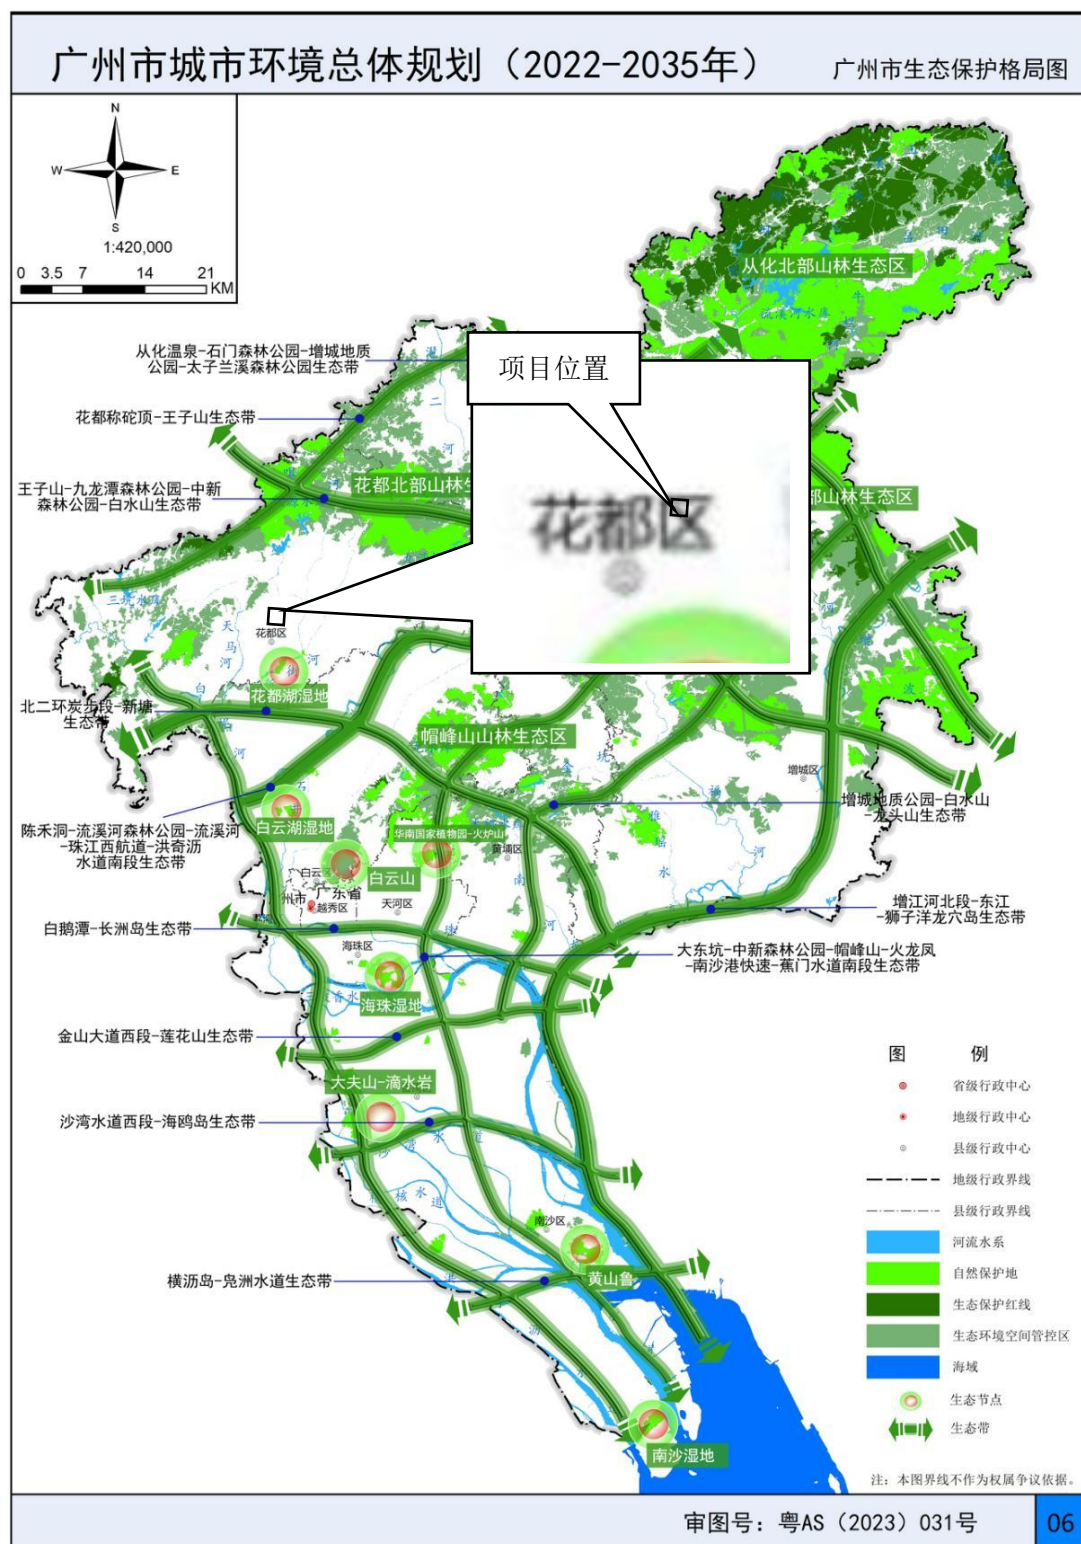 广州市城市环境总体规划（2022-2035年）
广州市生态保护格局图
N
W
E
S
1:420,000
0 3.5 7 14 21
KM
从化北部山林生态区
流溪河水库
从化温泉-石门森林公园-增城地质
公园-太子兰溪森林公园生态带
项目位置
花都称砣顶-王子山生态带
王子山-九龙潭森林公园-中新
森林公园-白水山生态带
花都北部山林生
部山林生态区
花都区
三坑水库
天马河
花都区
花都湖湿地
北二环炭步段-新塘
生态带
帽峰山山林生态区
增城区
增城地质公园-白水山
-龙头山生态带
白云湖湿地
陈禾洞-流溪河森林公园-流溪河
-珠江西航道-洪奇沥
水道南段生态带
华南国家植物园-火炉山
黄埔区
白云区
白云山
广东省
州市
越秀区
天河区
增江河北段-东江
-狮子洋龙穴岛生态带
白鹅潭-长洲岛生态带
海珠区
大东坑-中新森林公园-帽峰山-火龙凤
-南沙港快速-蕉门水道南段生态带
海珠湿地
金山大道西段-莲花山生态带
大夫山-滴水岩
沙湾水道西段-海鸥岛生态带
南沙区
黄山鲁
横沥岛-凫洲水道生态带
南沙湿地
图 例
省级行政中心
地级行政中心
县级行政中心
地级行政界线
县级行政界线
河流水系
自然保护地
生态保护红线
生态环境空间管控区
海域
生态节点
生态带
注：本图界线不作为权属争议依据。
审图号：粤AS（2023）031号
06